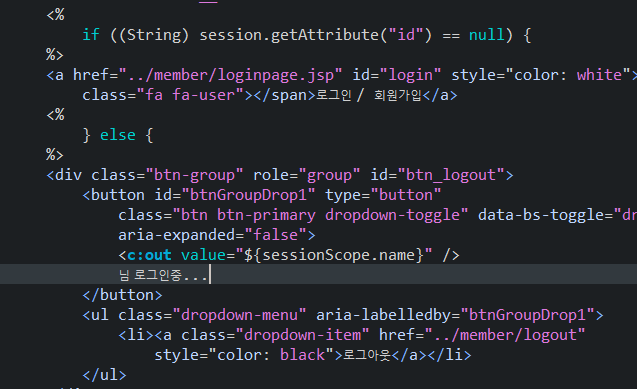 <%
if ((String) session.getAttribute("id") == null) {
%>
<a href="../member/loginpage.jsp" id="login" style="color: white">
class="fa fa-user"></span>로그인 / 회원가입</a>
<%
} else {
%>
<div class="btn-group" role="group" id="btn_logout">
<button id="btnGroupDrop1" type="button"
class="btn btn-primary dropdown-toggle" data-bs-toggle="dr
aria-expanded="false">
<c:out value="${sessionScope.name}" />
님 로그인중...
</button>
<ul class="dropdown-menu" aria-labelledby="btnGroupDrop1">
<li><a class="dropdown-item" href="../member/logout"
style="color: black">로그아웃</a></li>
</ul>